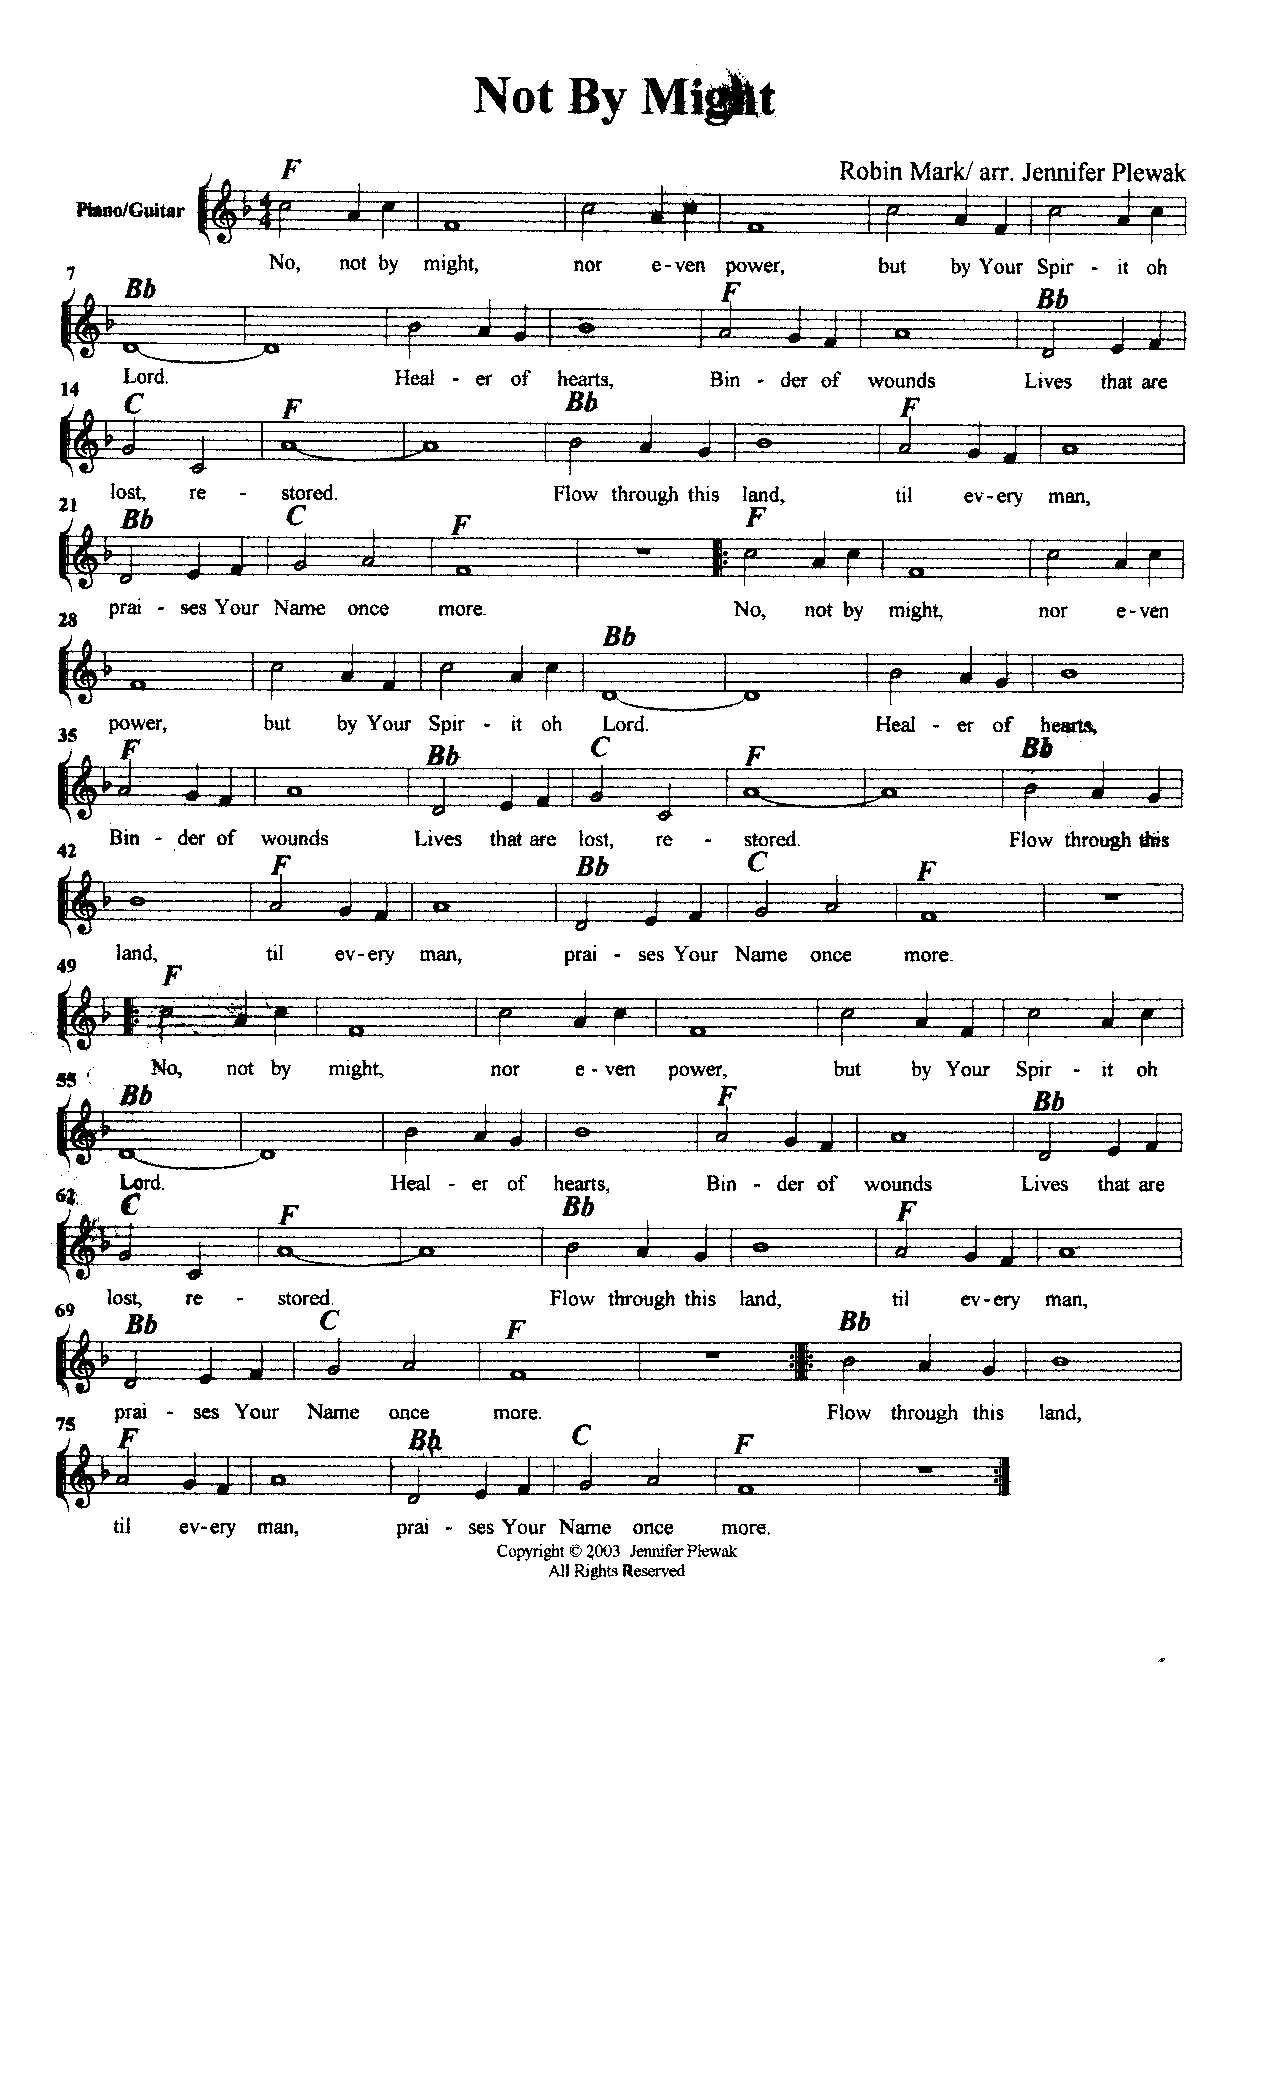 Not By Might
Robin Mark/ arr. Jennifer Plewak
F
Piano/Guitar
No, not by might, nor e-ven power, but by Your Spir - it oh
7
Bb F Bb
Lord. Heal - er of hearts, Bin - der of wounds Lives that are
14
C F Bb F
lost, re - stored. Flow through this land, til ev-ery man,
21
Bb C F F
prai - ses Your Name once more. No, not by might, nor e-ven
28
Bb
power, but by Your Spir - it oh Lord. Heal - er of hearts,
35
F Bb C F Bb
Bin - der of wounds Lives that are lost, re - stored. Flow through this
42
F Bb C F
land, til ev-ery man, prai - ses Your Name once more.
49
F
No, not by might, nor e-ven power, but by Your Spir - it oh
55
Bb F Bb
Lord. Heal - er of hearts, Bin - der of wounds Lives that are
62
C F Bb F
lost, re - stored. Flow through this land, til ev-ery man,
69
Bb C F Bb
prai - ses Your Name once more. Flow through this land,
75
F Bb C F
til ev-ery man, prai - ses Your Name once more.
Copyright © 2003 Jennifer Plewak
All Rights Reserved